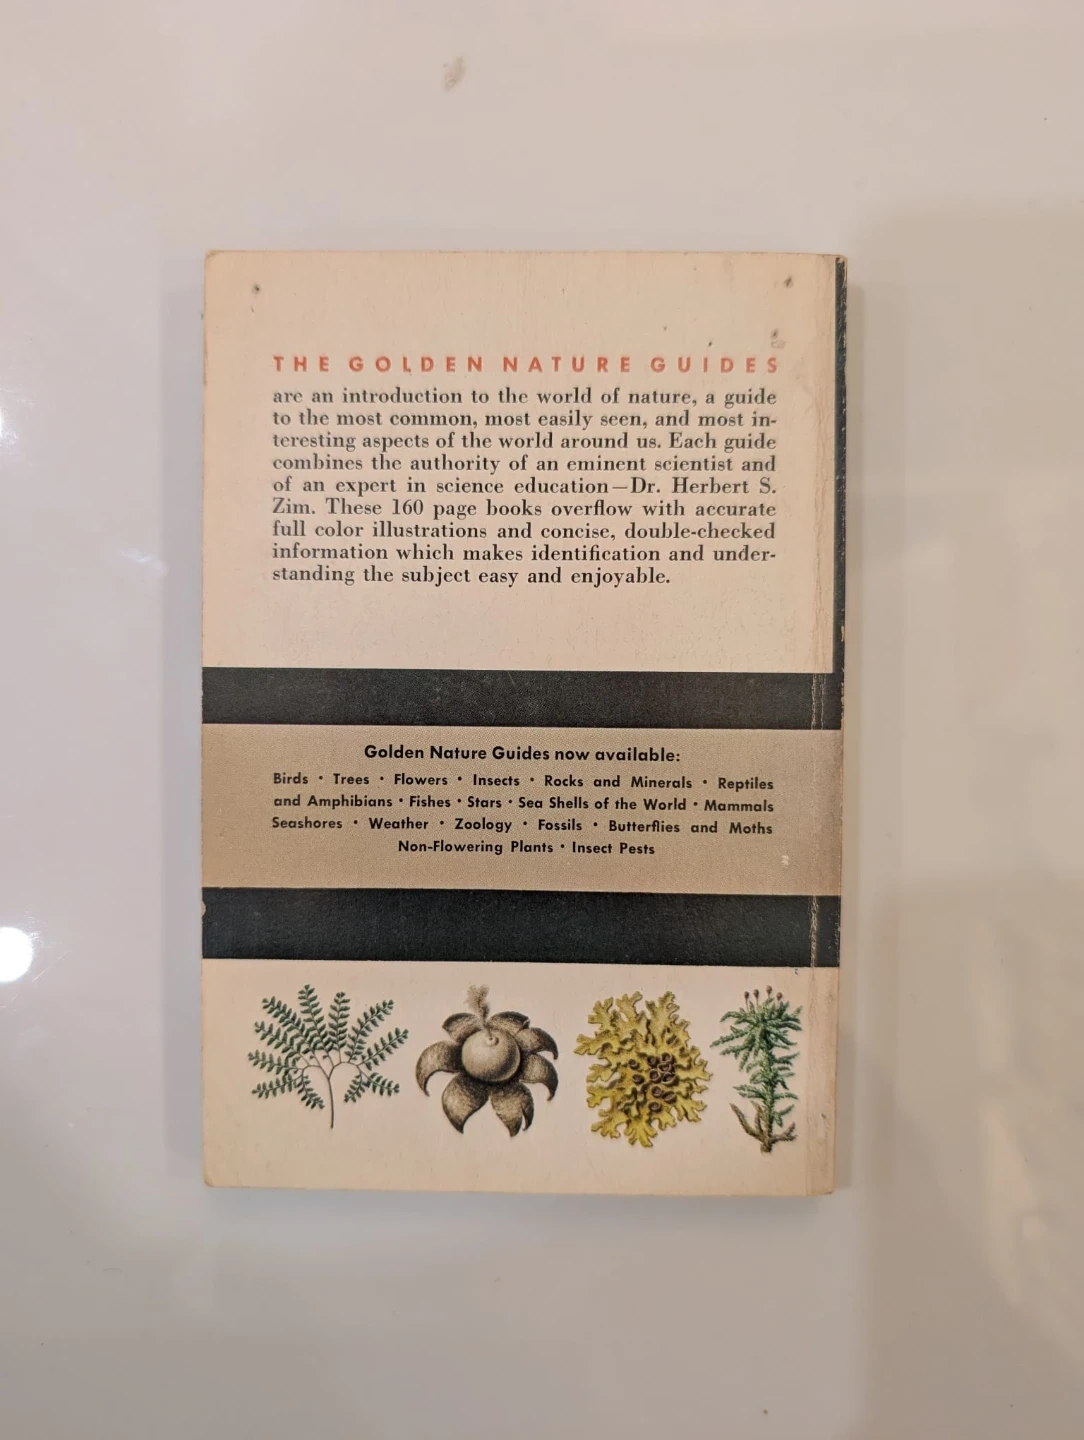 THE GOLDEN NATURE GUIDES
are an introduction to the world of nature, a guide
to the most common, most easily seen, and most in-
teresting aspects of the world around us. Each guide
combines the authority of an eminent scientist and
of an expert in science education—Dr. Herbert S.
Zim. These 160 page books overflow with accurate
full color illustrations and concise, double-checked
information which makes identification and under-
standing the subject easy and enjoyable.
Golden Nature Guides now available:
Birds • Trees • Flowers • Insects • Rocks and Minerals • Reptiles
and Amphibians • Fishes • Stars • Sea Shells of the World • Mammals
Seashores • Weather • Zoology • Fossils • Butterflies and Moths
Non-Flowering Plants • Insect Pests